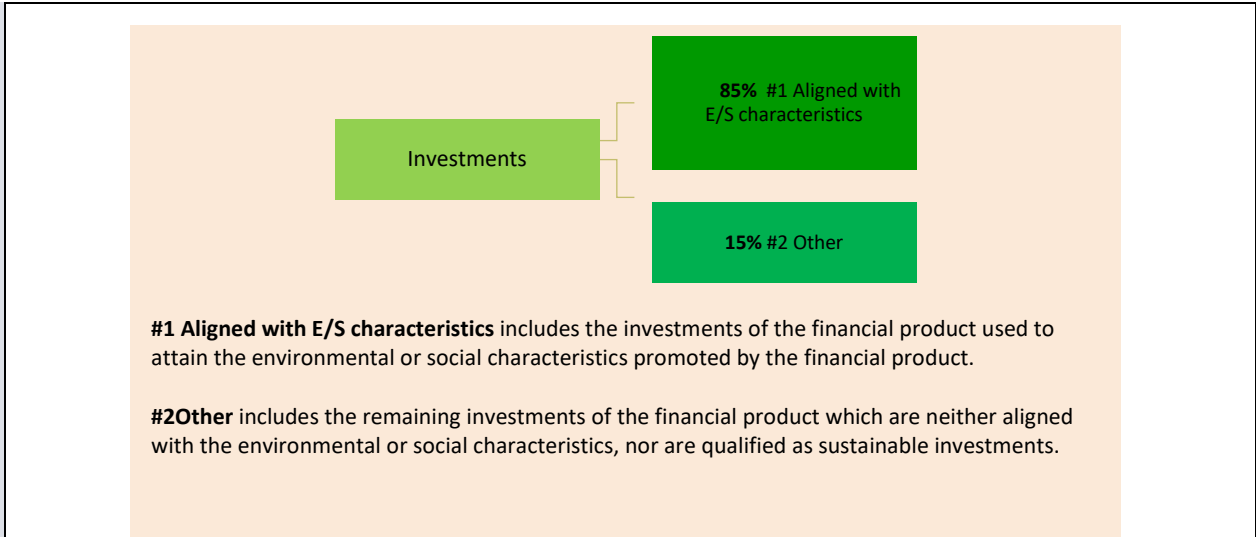 85% #1 Aligned with
E/S characteristics
Investments
15% #2 Other
#1 Aligned with E/S characteristics includes the investments of the financial product used to
attain the environmental or social characteristics promoted by the financial product.
#2Other includes the remaining investments of the financial product which are neither aligned
with the environmental or social characteristics, nor are qualified as sustainable investments.